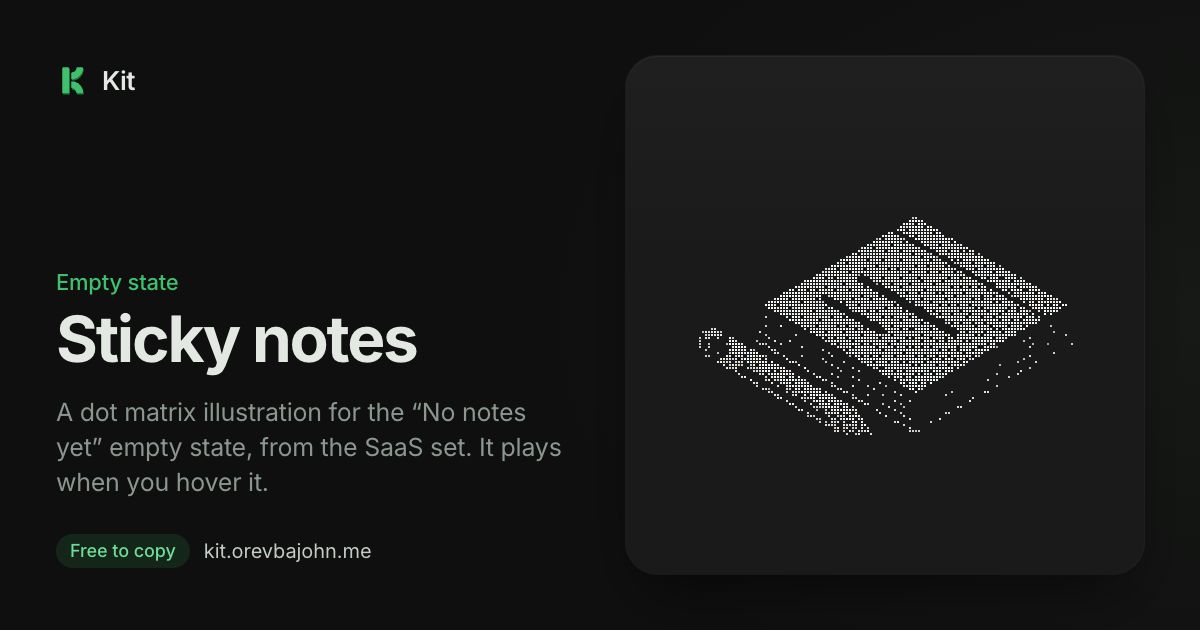 Kit
Empty state
Sticky notes
A dot matrix illustration for the “No notes
yet” empty state, from the SaaS set. It plays
when you hover it.
Free to copy
kit.orevbajohn.me